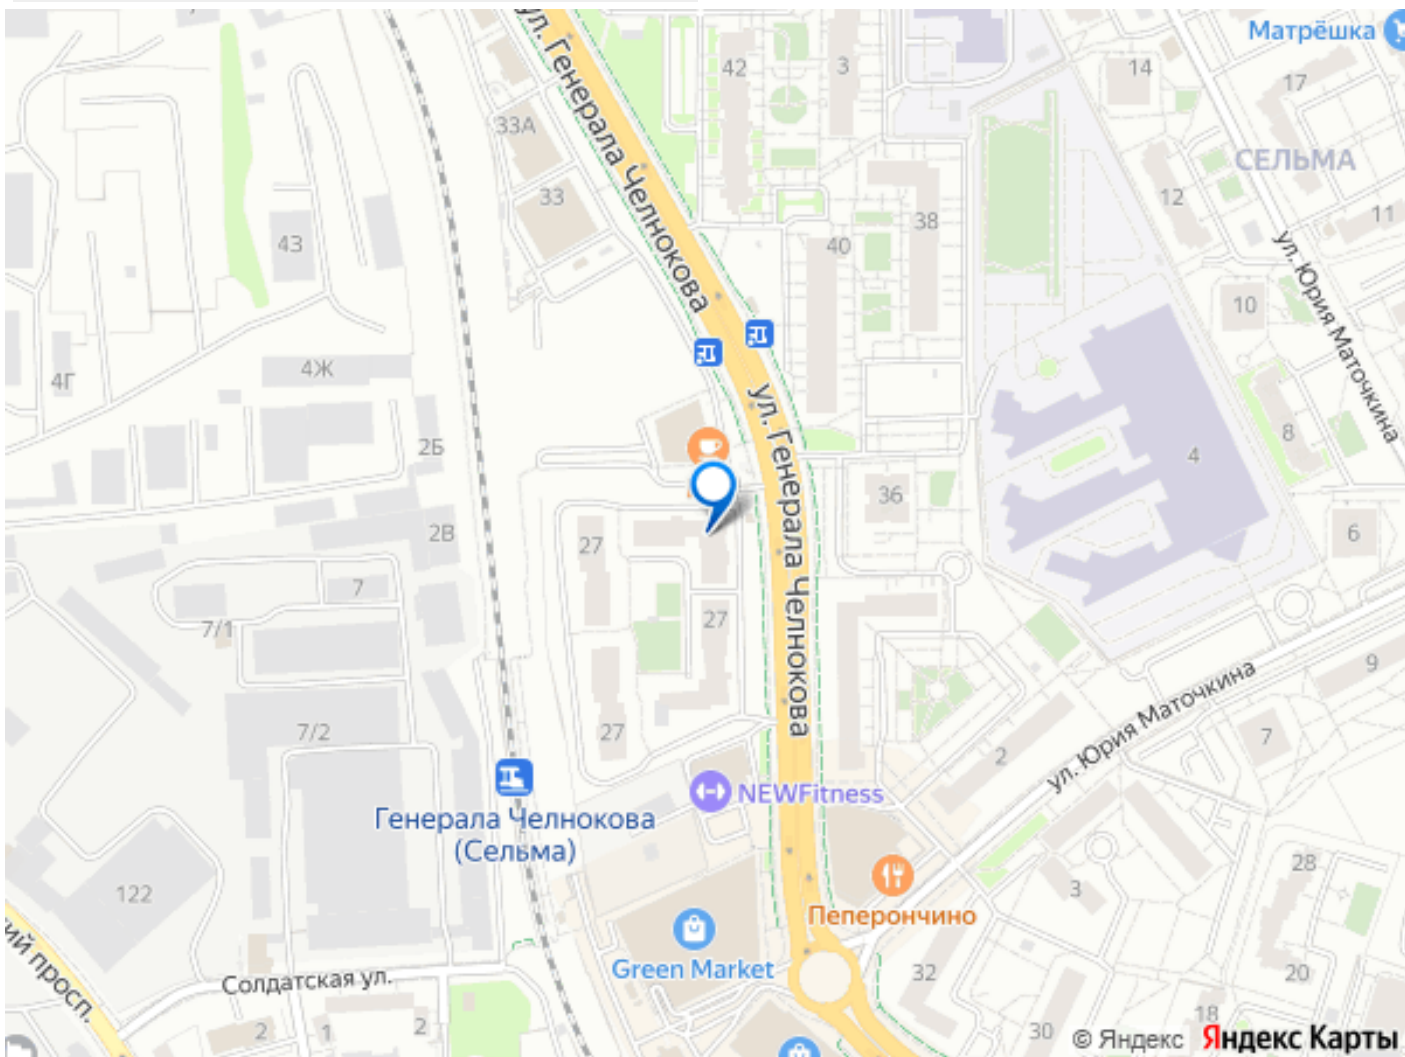 Матрёшка
ул. Генерала Челнокова
42
3
14
17
33А
СЕЛЬМА
33
12
11
38
43
40
ул. Юрия Маточкина
10
4Ж
4Г
8
2Б
ул. Генерала Челнокова
4
36
2В
27
6
7
7/1
27
9
ул. Юрия Маточкина
7/2
27
2
7
NEWFitness
Генерала Челнокова
(Сельма)
28
3
122
Пеперончино
Green Market
ий просп.
Солдатская ул.
32
20
2
1
2
30
18
© Яндекс Яндекс Карты